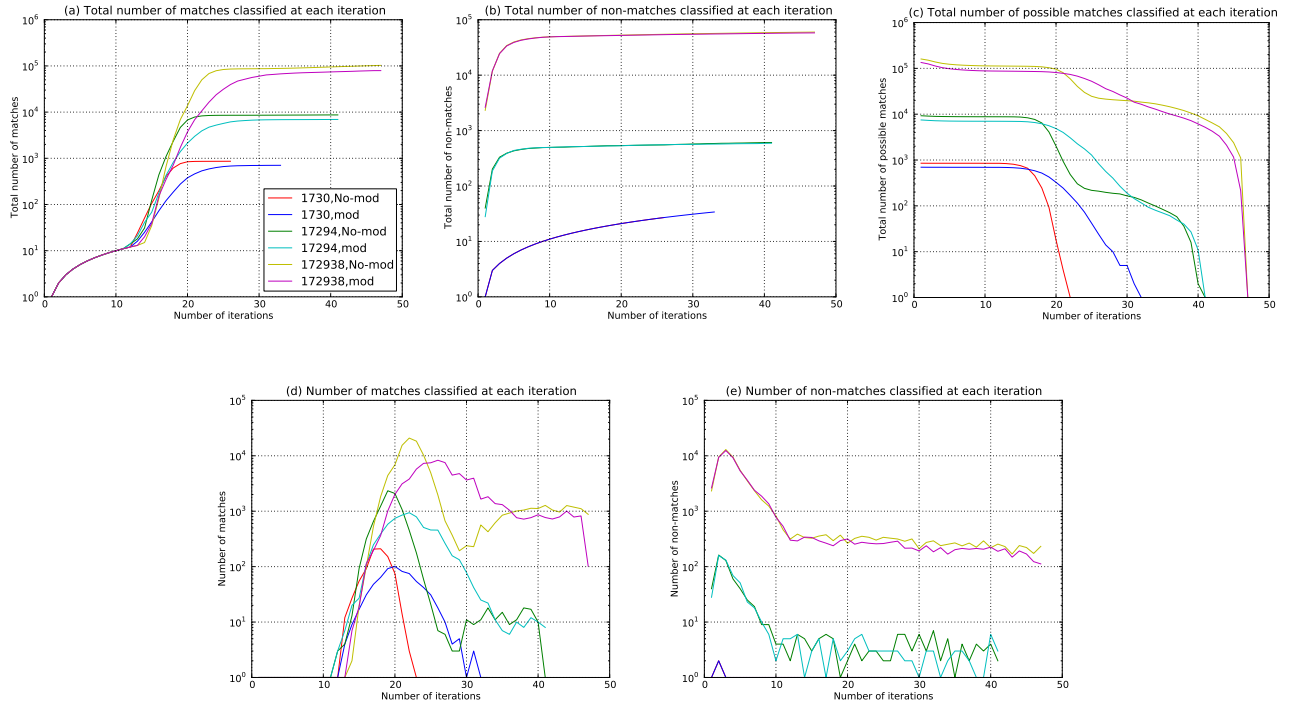 (a) Total number of matches classified at each iteration
10^6
10^5
10^4
10^3
10^2
10^1
10^0
Total number of matches
0 10 20 30 40 50
Number of iterations
1730,No-mod
1730,mod
17294,No-mod
17294,mod
172938,No-mod
172938,mod
(b) Total number of non-matches classified at each iteration
10^5
10^4
10^3
10^2
10^1
10^0
Total number of non-matches
0 10 20 30 40 50
Number of iterations
(c) Total number of possible matches classified at each iteration
10^6
10^5
10^4
10^3
10^2
10^1
10^0
Total number of possible matches
0 10 20 30 40 50
Number of iterations
(d) Number of matches classified at each iteration
10^5
10^4
10^3
10^2
10^1
10^0
Number of matches
0 10 20 30 40 50
Number of iterations
(e) Number of non-matches classified at each iteration
10^5
10^4
10^3
10^2
10^1
10^0
Number of non-matches
0 10 20 30 40 50
Number of iterations